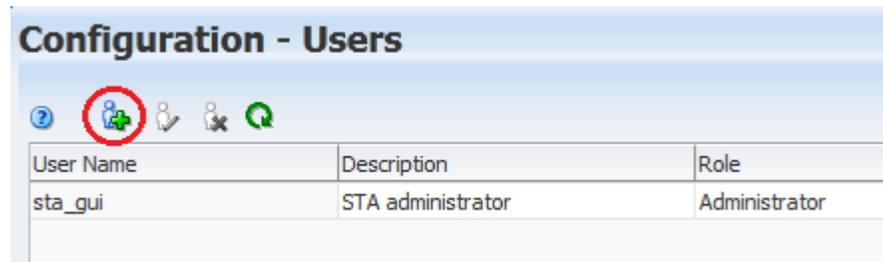 Configuration - Users
User Name Description Role
sta_gui STA administrator Administrator